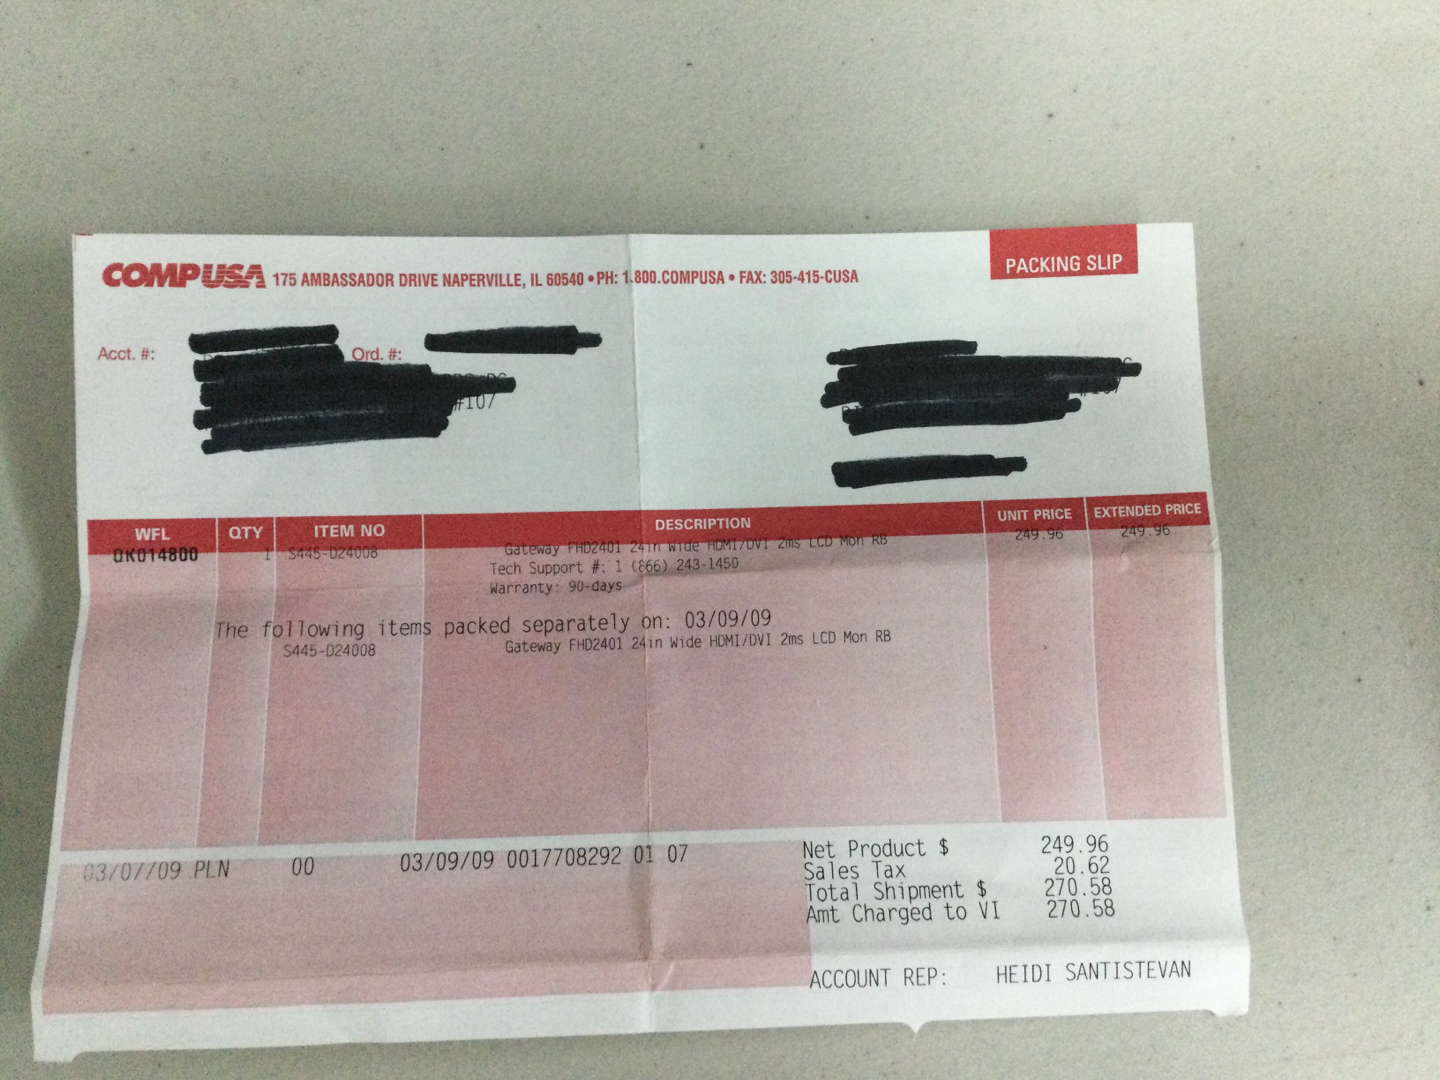 COMPUSA 175 AMBASSADOR DRIVE NAPERVILLE, IL 60540 • PH: 1.800.COMPUSA • FAX: 305-415-CUSA
PACKING SLIP
Acct. #: Ord. #:
#107
WFL QTY ITEM NO DESCRIPTION UNIT PRICE EXTENDED PRICE
QK014800 1 S445-D24008 Gateway FHD2401 24in Wide HDMI/DVI 2ms LCD Mon RB 249.96 249.96
Tech Support #: 1 (866) 243-1450
Warranty: 90-days
The following items packed separately on: 03/09/09
S445-D24008 Gateway FHD2401 24in Wide HDMI/DVI 2ms LCD Mon RB
03/07/09 PLN 00 03/09/09 0017708292 01 07
Net Product $ 249.96
Sales Tax 20.62
Total Shipment $ 270.58
Amt Charged to VI 270.58
ACCOUNT REP: HEIDI SANTISTEVAN